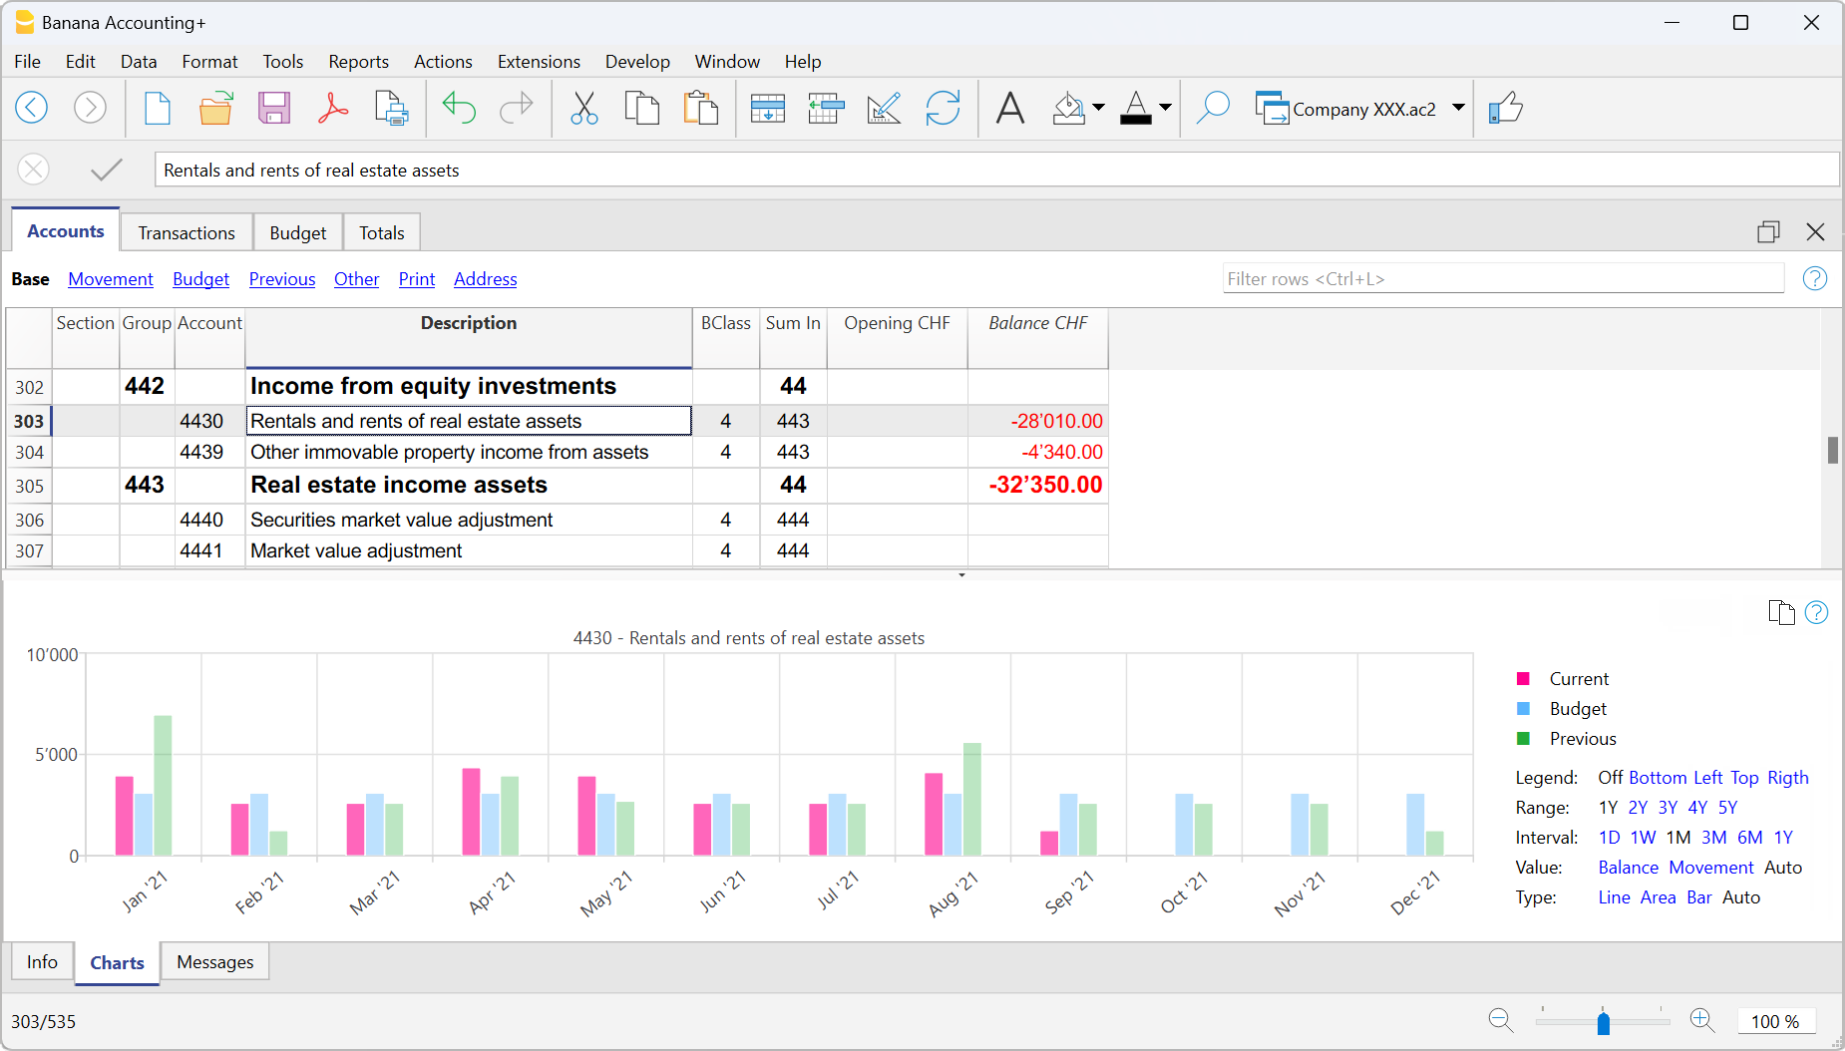 Banana Accounting+
File Edit Data Format Tools Reports Actions Extensions Develop Window Help
A A Company XXX.ac2
Rentals and rents of real estate assets
Accounts Transactions Budget Totals
Base Movement Budget Previous Other Print Address Filter rows <Ctrl+L> ?
Section Group Account Description BClass Sum In Opening CHF Balance CHF
302 442 Income from equity investments 44
303 4430 Rentals and rents of real estate assets 4 443 -28’010.00
304 4439 Other immovable property income from assets 4 443 -4’340.00
305 443 Real estate income assets 44 -32’350.00
306 4440 Securities market value adjustment 4 444
307 4441 Market value adjustment 4 444
?
4430 - Rentals and rents of real estate assets
10’000
5’000
0
Jan '21 Feb '21 Mar '21 Apr '21 May '21 Jun '21 Jul '21 Aug '21 Sep '21 Oct '21 Nov '21 Dec '21
Current
Budget
Previous
Legend: Off Bottom Left Top Rigth
Range: 1Y 2Y 3Y 4Y 5Y
Interval: 1D 1W 1M 3M 6M 1Y
Value: Balance Movement Auto
Type: Line Area Bar Auto
Info Charts Messages
303/535 100 %